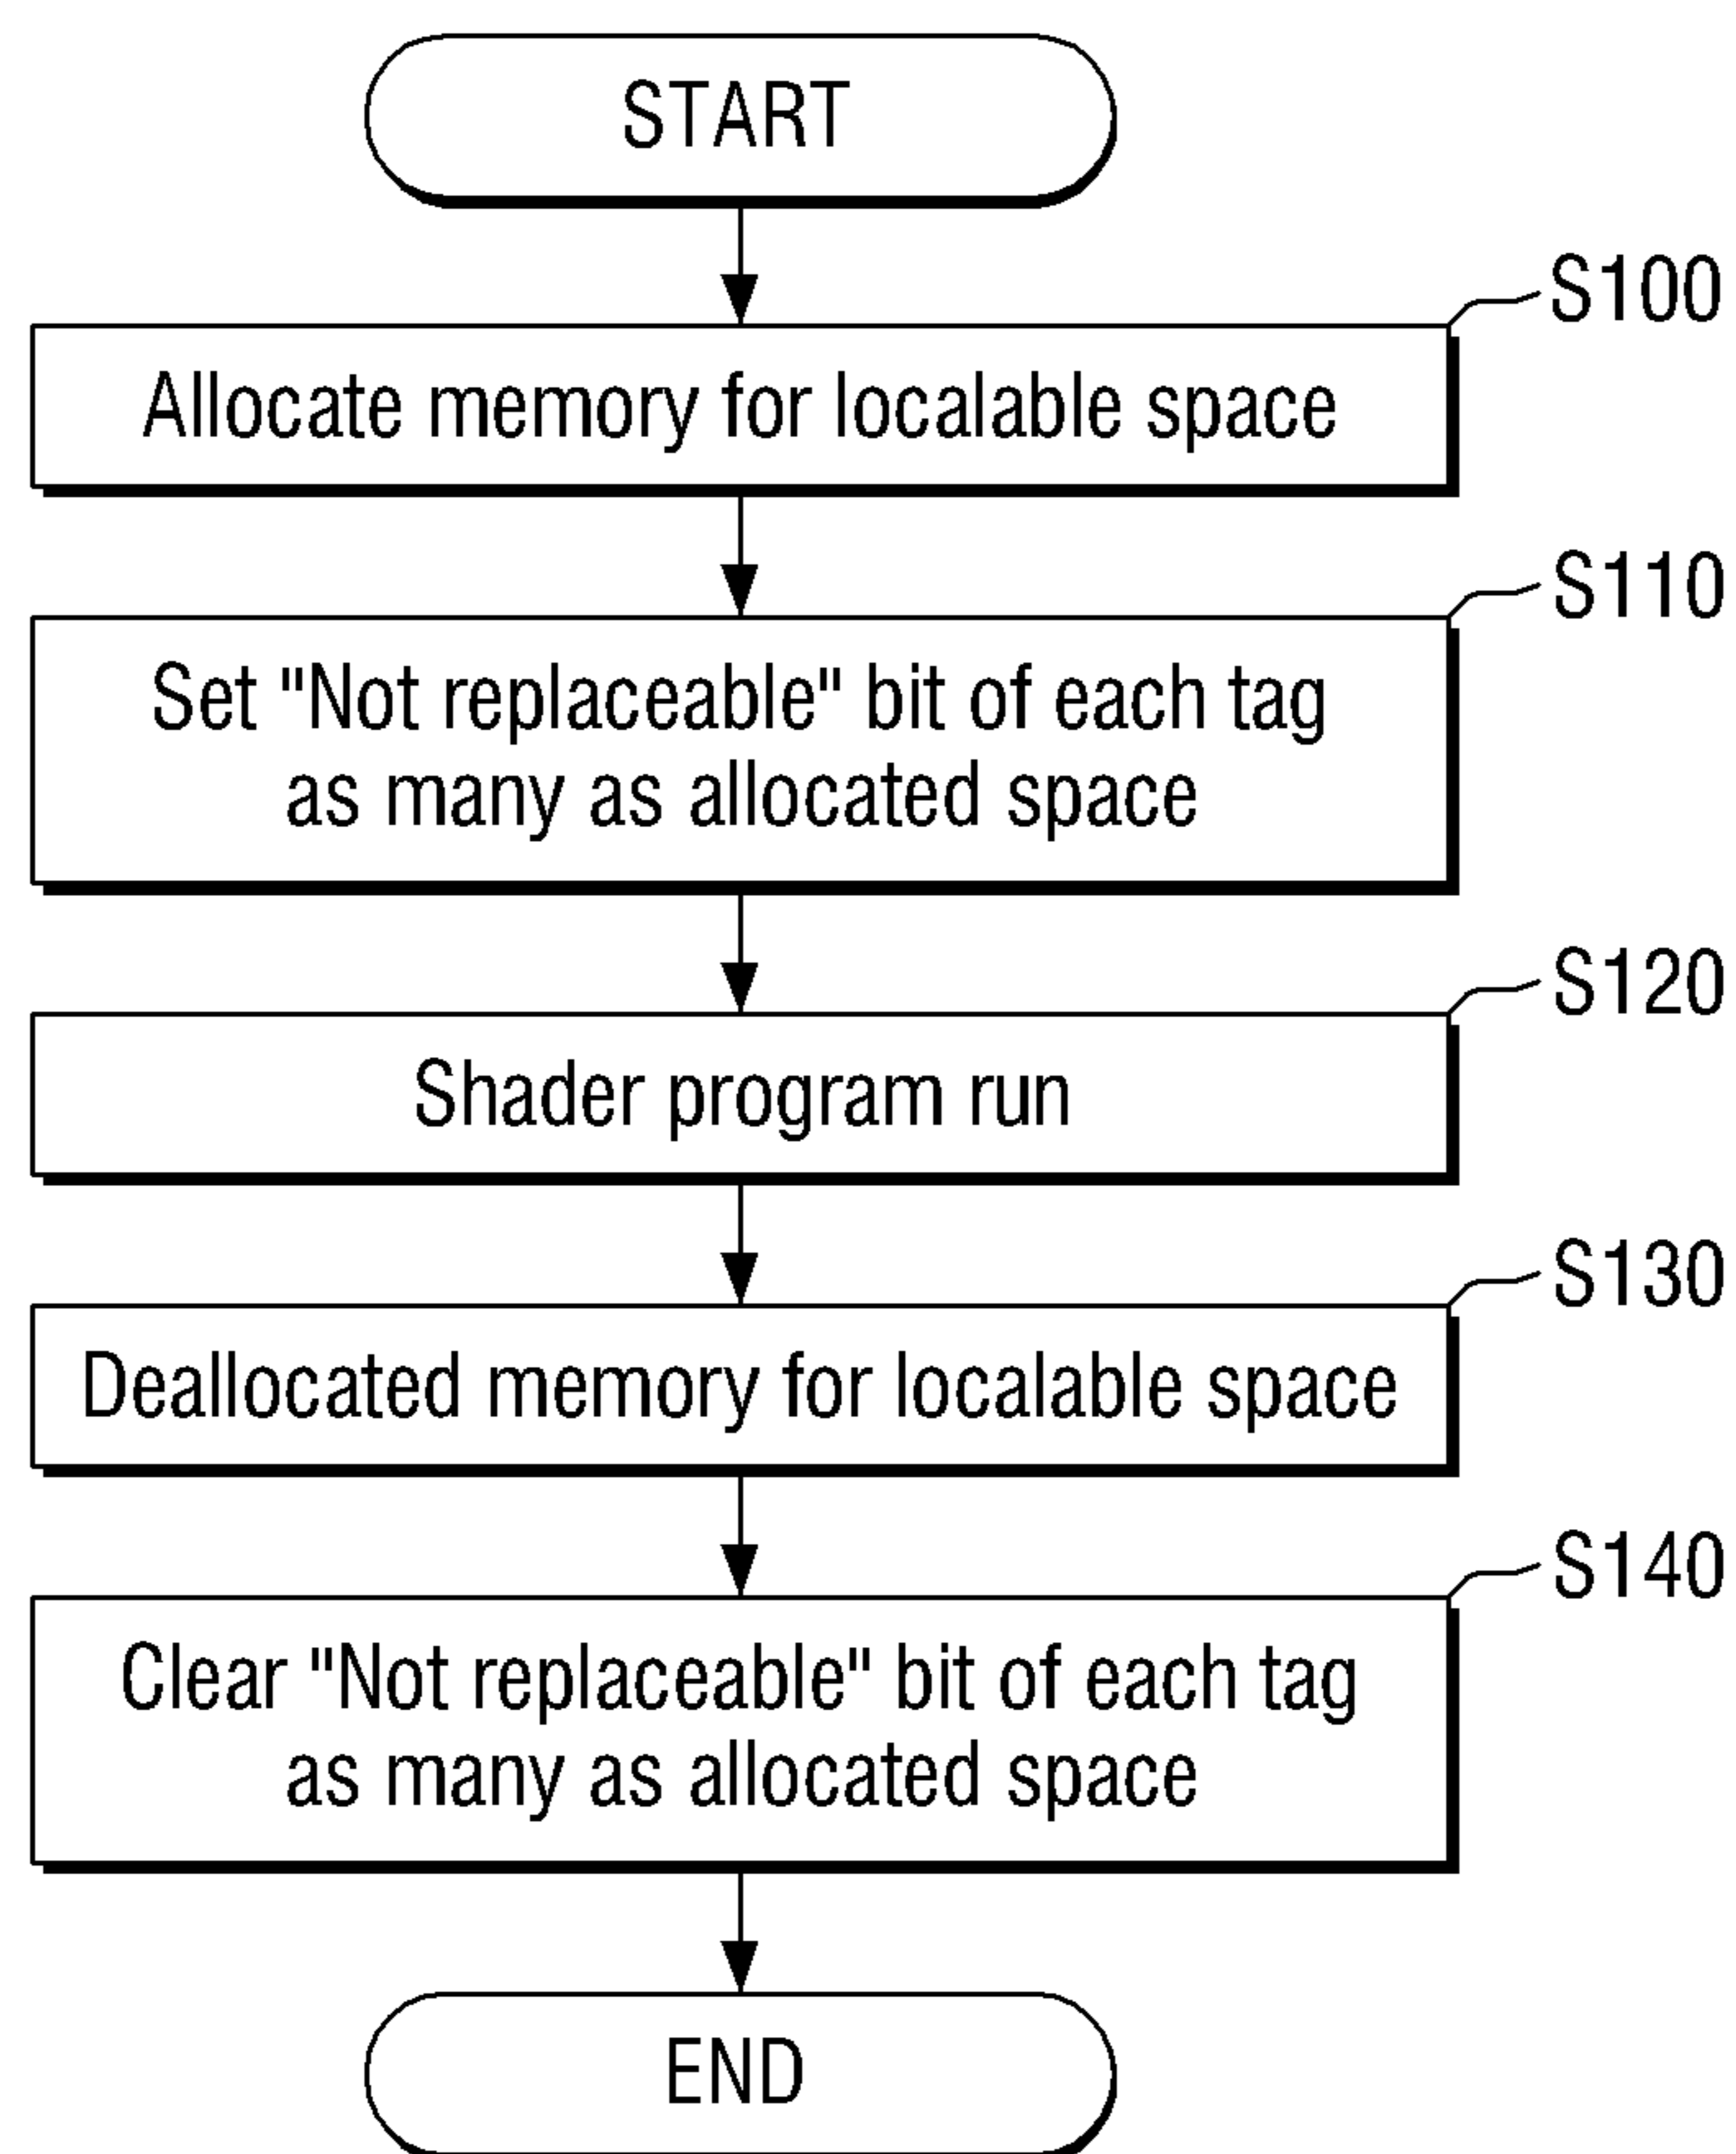 START
S100
Allocate memory for localable space
S110
Set "Not replaceable" bit of each tag
as many as allocated space
S120
Shader program run
S130
Deallocated memory for localable space
S140
Clear "Not replaceable" bit of each tag
as many as allocated space
END